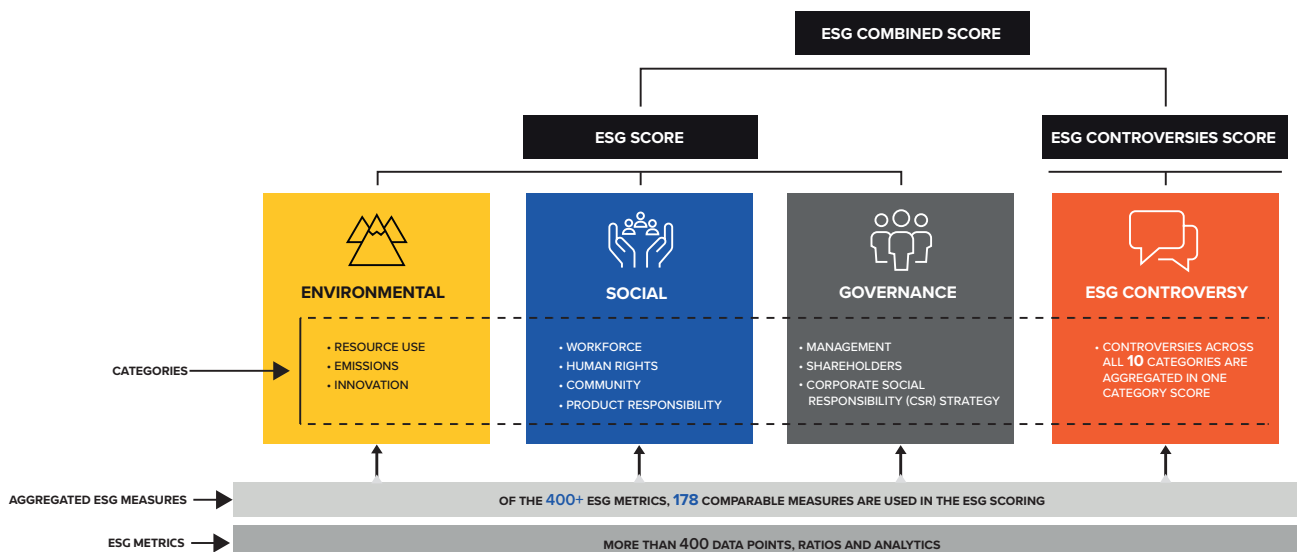 ESG COMBINED SCORE
ESG SCORE
ESG CONTROVERSIES SCORE
ENVIRONMENTAL
SOCIAL
GOVERNANCE
ESG CONTROVERSY
CATEGORIES
• RESOURCE USE
• EMISSIONS
• INNOVATION
• WORKFORCE
• HUMAN RIGHTS
• COMMUNITY
• PRODUCT RESPONSIBILITY
• MANAGEMENT
• SHAREHOLDERS
• CORPORATE SOCIAL
RESPONSIBILITY (CSR) STRATEGY
• CONTROVERSIES ACROSS
ALL 10 CATEGORIES ARE
AGGREGATED IN ONE
CATEGORY SCORE
AGGREGATED ESG MEASURES
OF THE 400+ ESG METRICS, 178 COMPARABLE MEASURES ARE USED IN THE ESG SCORING
ESG METRICS
MORE THAN 400 DATA POINTS, RATIOS AND ANALYTICS